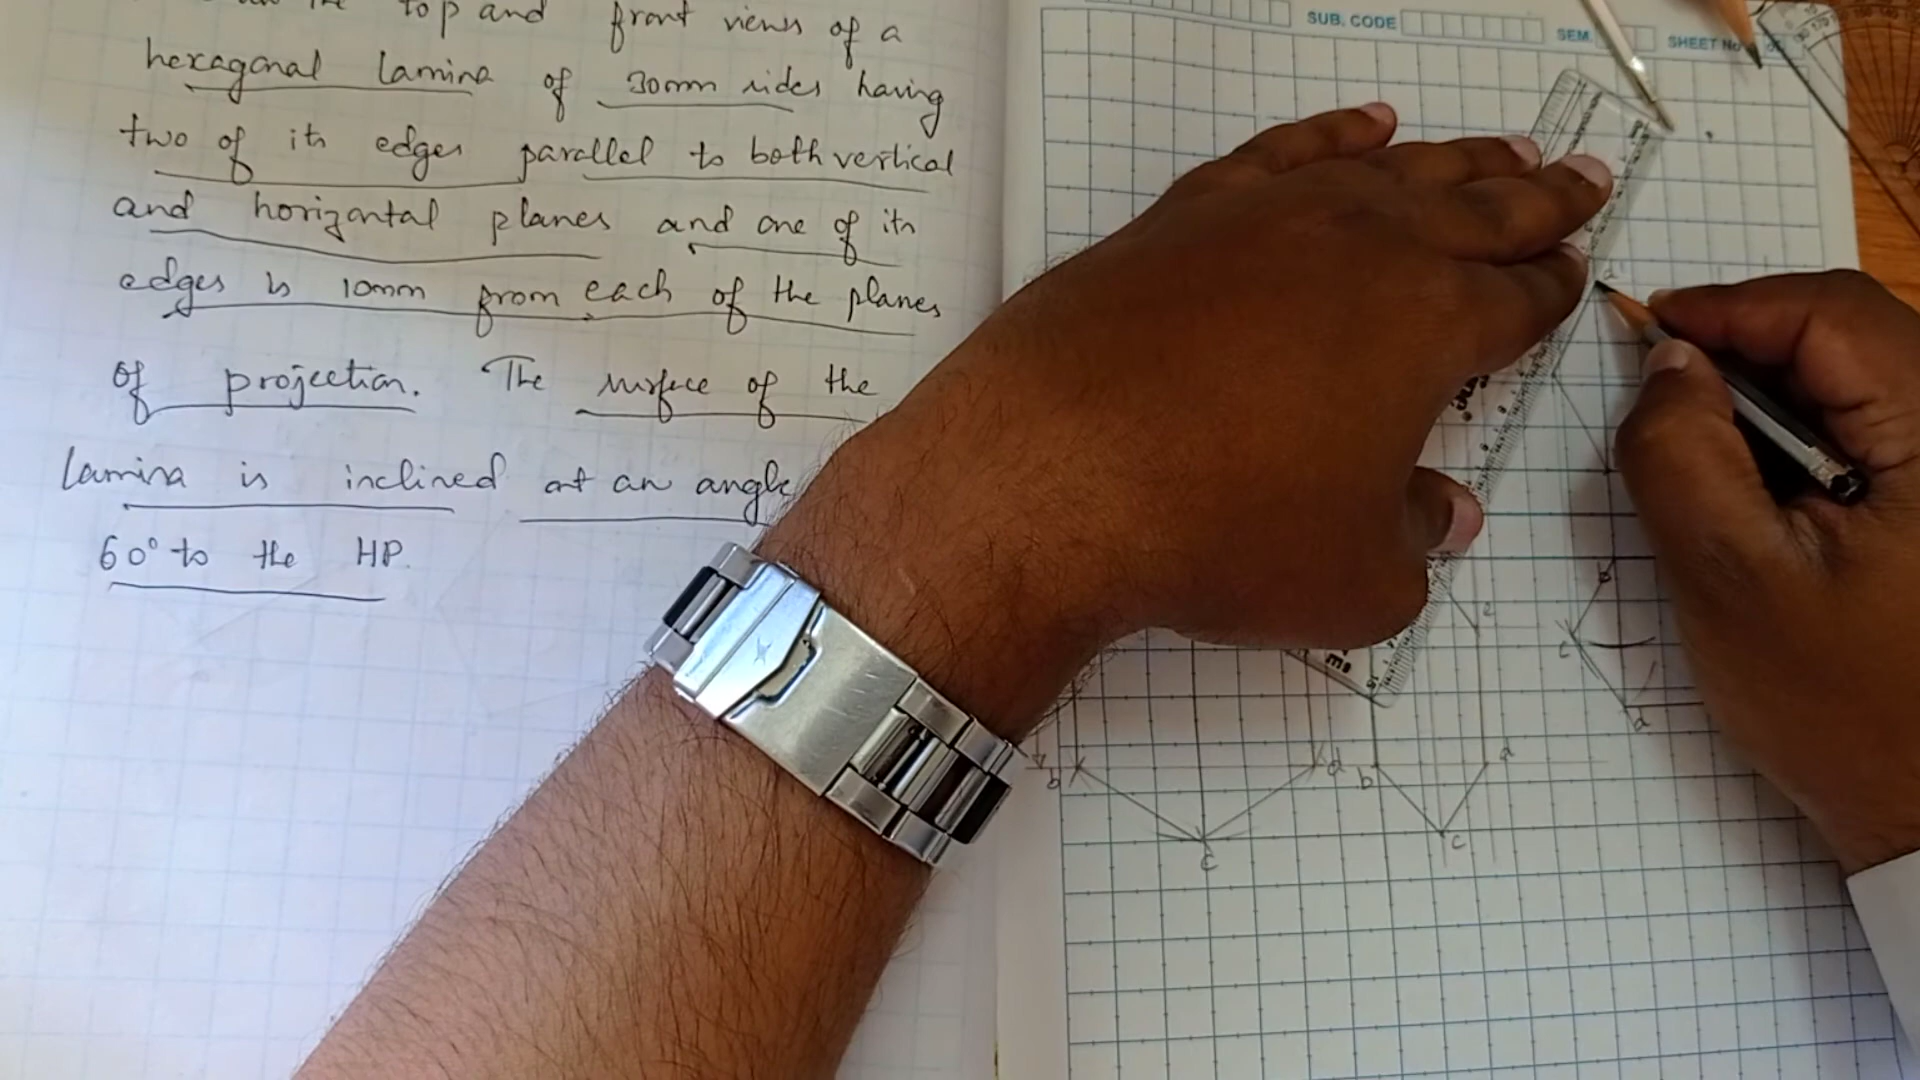 the top and front views of a
hexagonal lamina of 30mm sides having
two of its edges parallel to both vertical
and horizontal planes and one of its
edges is 10mm from each of the planes
of projection. The surface of the
lamina is inclined at an angle
60° to the HP.
SUB. CODE
SEM.
SHEET No
2
b
c
d
b
c
d
c
a